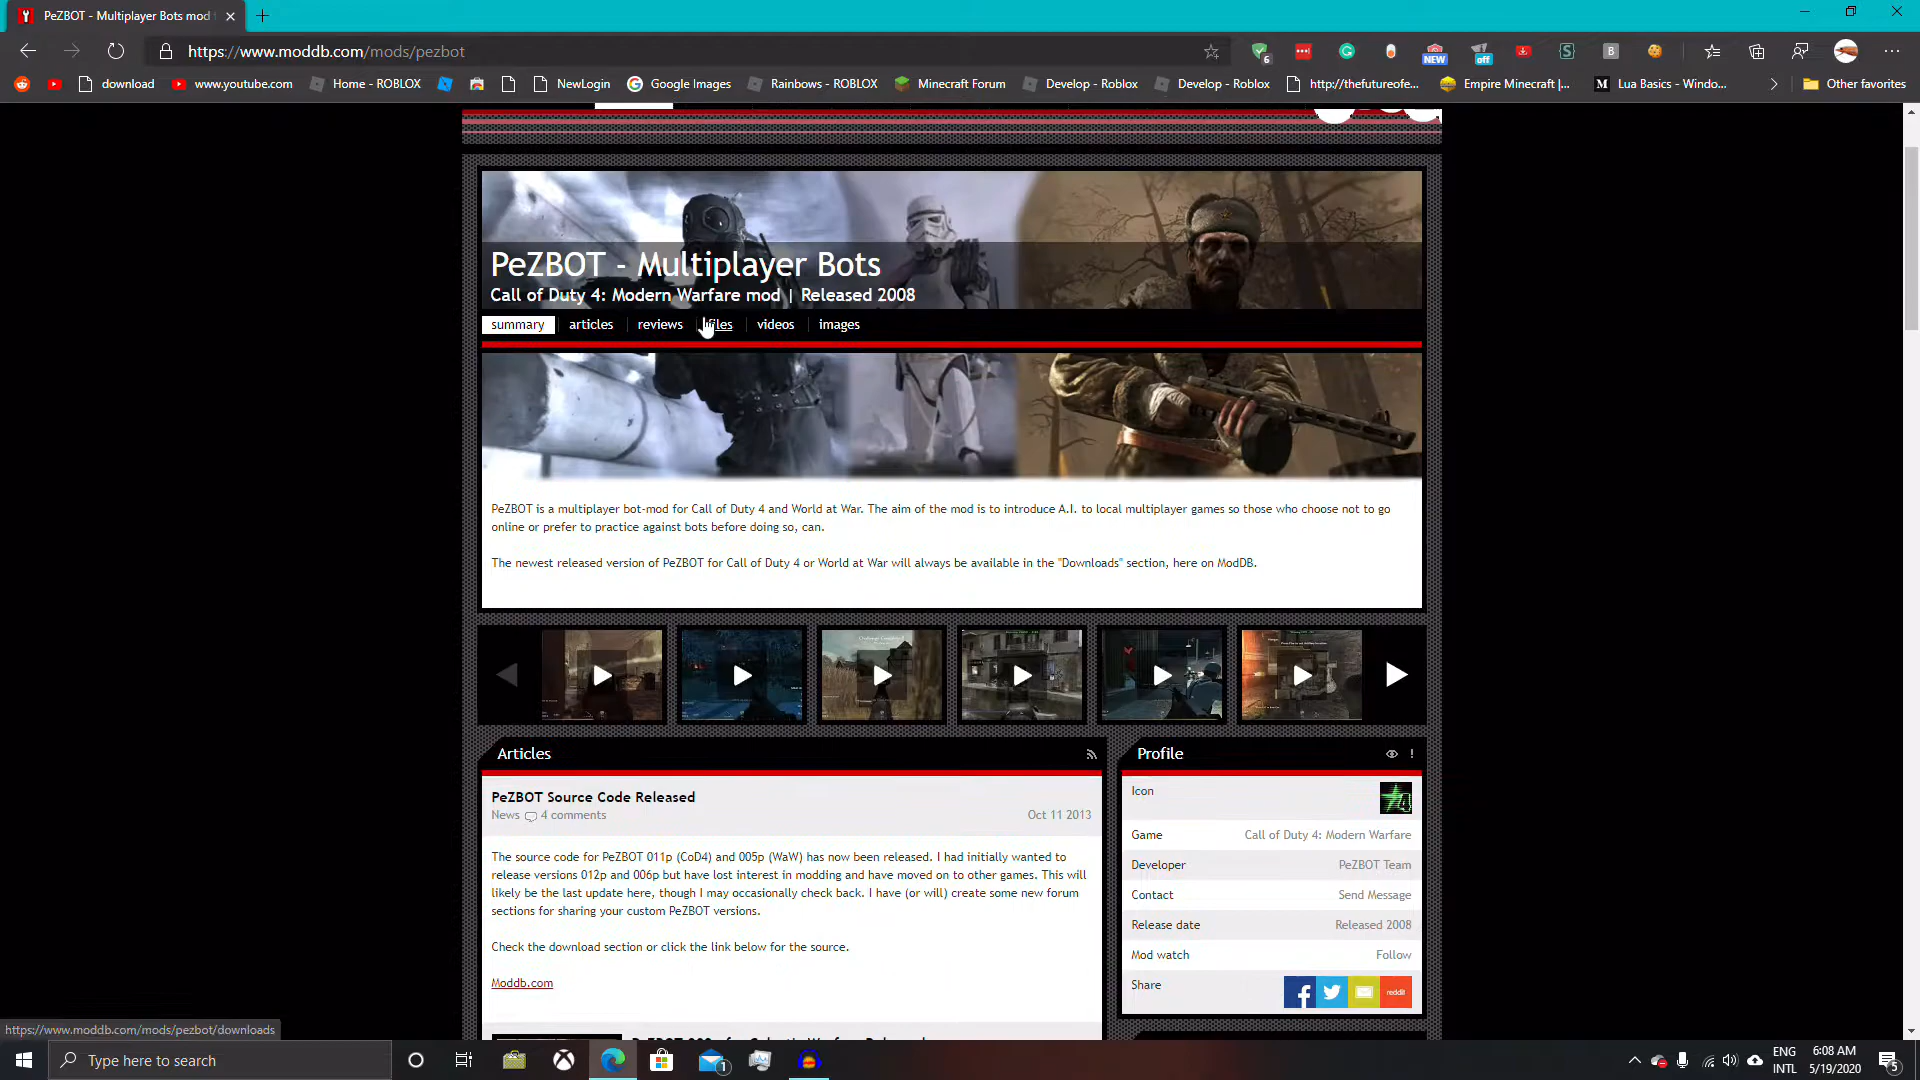 PeZBOT - Multiplayer Bots mod
https://www.moddb.com/mods/pezbot
6
NEW
off
B
download
www.youtube.com
Home - ROBLOX
NewLogin
Google Images
Rainbows - ROBLOX
Minecraft Forum
Develop - Roblox
Develop - Roblox
http://thefutureofe...
Empire Minecraft |...
M
Lua Basics - Windo...
Other favorites
PeZBOT - Multiplayer Bots
Call of Duty 4: Modern Warfare mod | Released 2008
summary
articles
reviews
files
videos
images
PeZBOT is a multiplayer bot-mod for Call of Duty 4 and World at War. The aim of the mod is to introduce A.I. to local multiplayer games so those who choose not to go
online or prefer to practice against bots before doing so, can.
The newest released version of PeZBOT for Call of Duty 4 or World at War will always be available in the "Downloads" section, here on ModDB.
Articles
PeZBOT Source Code Released
News 4 comments
Oct 11 2013
The source code for PeZBOT 011p (CoD4) and 005p (WaW) has now been released. I had initially wanted to
release versions 012p and 006p but have lost interest in modding and have moved on to other games. This will
likely be the last update here, though I may occasionally check back. I have (or will) create some new forum
sections for sharing your custom PeZBOT versions.
Check the download section or click the link below for the source.
Moddb.com
Profile
Icon
4
Game
Call of Duty 4: Modern Warfare
Developer
PeZBOT Team
Contact
Send Message
Release date
Released 2008
Mod watch
Follow
Share
reddit
https://www.moddb.com/mods/pezbot/downloads
Type here to search
1
ENG
INTL
6:08 AM
5/19/2020
5